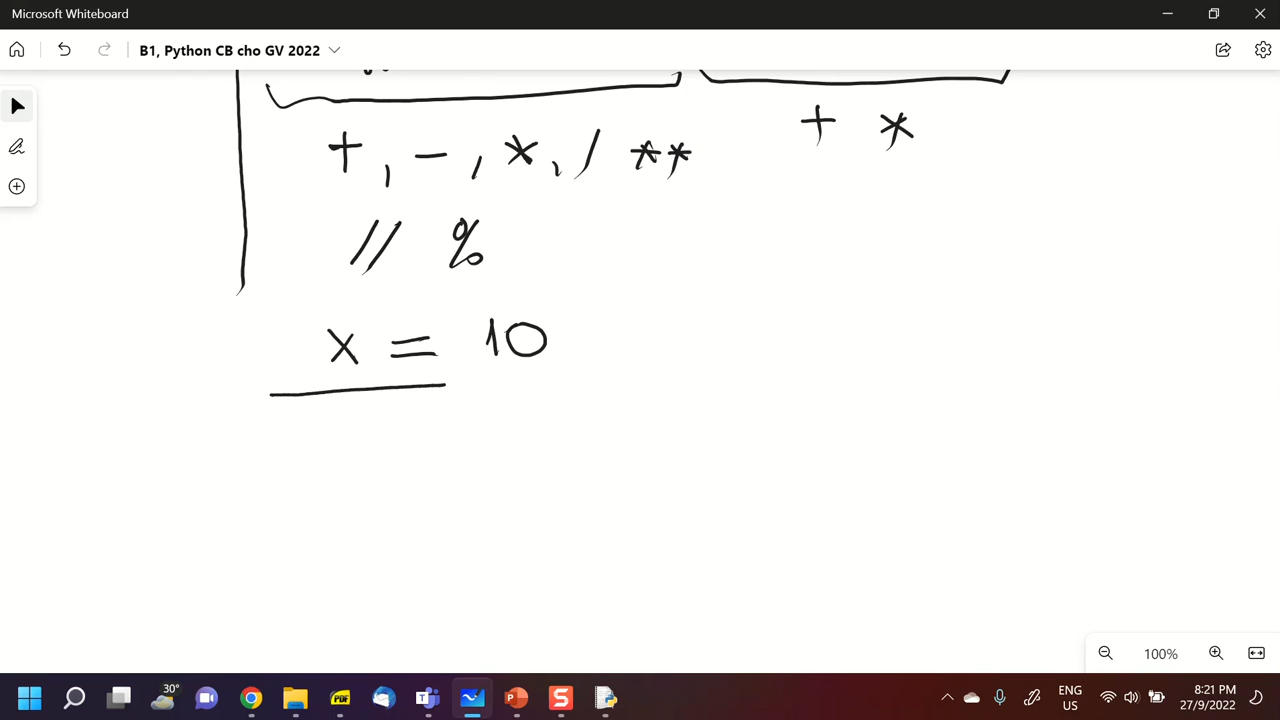 Microsoft Whiteboard
B1, Python CB cho GV 2022
+, -, *, / ** + *
// %
x = 10
100%
30°
PDF
S
ENG
US
8:21 PM
27/9/2022